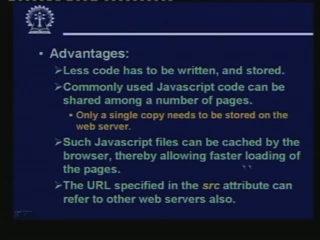 • Advantages:
➢Less code has to be written, and stored.
➢Commonly used Javascript code can be
shared among a number of pages.
• Only a single copy needs to be stored on the
web server.
➢Such Javascript files can be cached by the
browser, thereby allowing faster loading of
the pages.
➢The URL specified in the src attribute can
refer to other web servers also.